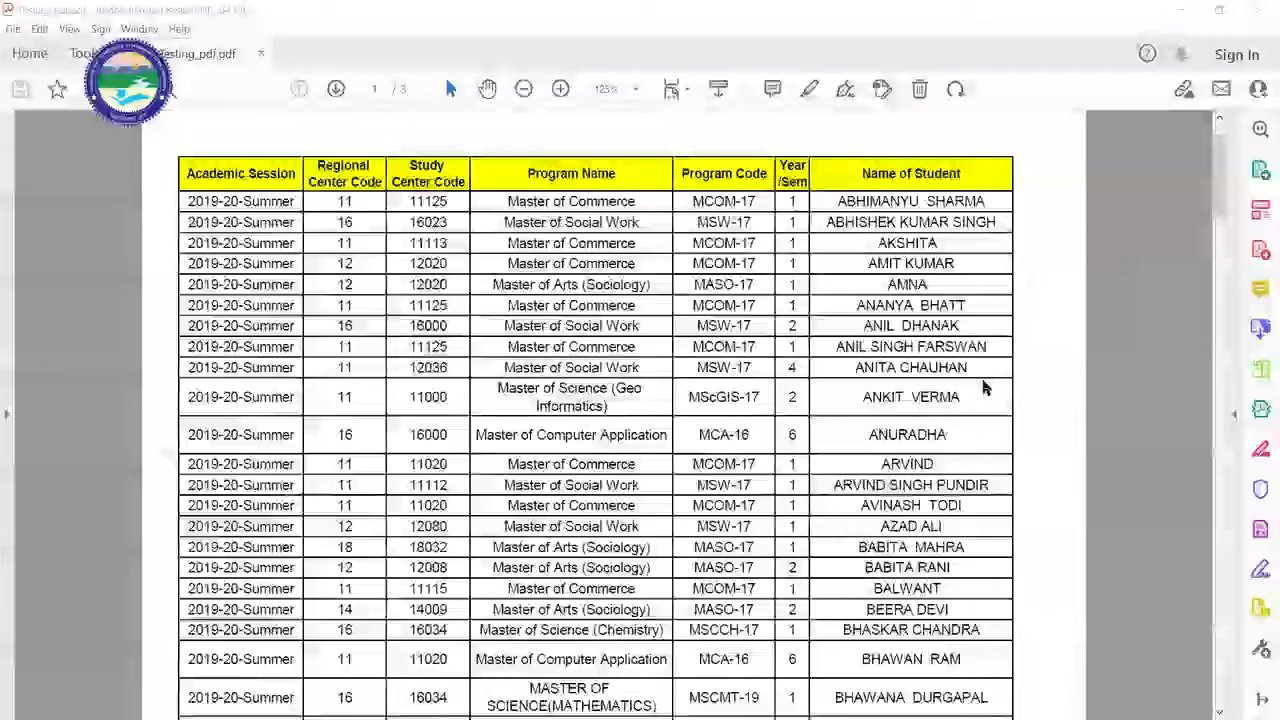 File Edit View Sign Window Help
Home Testing_pdf.pdf × Sign In
1 / 3 125%
Academic Session Regional Center Code Study Center Code Program Name Program Code Year /Sem Name of Student
2019-20-Summer 11 11125 Master of Commerce MCOM-17 1 ABHIMANYU SHARMA
2019-20-Summer 16 16023 Master of Social Work MSW-17 1 ABHISHEK KUMAR SINGH
2019-20-Summer 11 11113 Master of Commerce MCOM-17 1 AKSHITA
2019-20-Summer 12 12020 Master of Commerce MCOM-17 1 AMIT KUMAR
2019-20-Summer 12 12020 Master of Arts (Sociology) MASO-17 1 AMNA
2019-20-Summer 11 11125 Master of Commerce MCOM-17 1 ANANYA BHATT
2019-20-Summer 16 16000 Master of Social Work MSW-17 2 ANIL DHANAK
2019-20-Summer 11 11125 Master of Commerce MCOM-17 1 ANIL SINGH FARSWAN
2019-20-Summer 11 12036 Master of Social Work MSW-17 4 ANITA CHAUHAN
2019-20-Summer 11 11000 Master of Science (Geo Informatics) MScGIS-17 2 ANKIT VERMA
2019-20-Summer 16 16000 Master of Computer Application MCA-16 6 ANURADHA
2019-20-Summer 11 11020 Master of Commerce MCOM-17 1 ARVIND
2019-20-Summer 11 11112 Master of Social Work MSW-17 1 ARVIND SINGH PUNDIR
2019-20-Summer 11 11020 Master of Commerce MCOM-17 1 AVINASH TODI
2019-20-Summer 12 12080 Master of Social Work MSW-17 1 AZAD ALI
2019-20-Summer 18 18032 Master of Arts (Sociology) MASO-17 1 BABITA MAHRA
2019-20-Summer 12 12008 Master of Arts (Sociology) MASO-17 2 BABITA RANI
2019-20-Summer 11 11115 Master of Commerce MCOM-17 1 BALWANT
2019-20-Summer 14 14009 Master of Arts (Sociology) MASO-17 2 BEERA DEVI
2019-20-Summer 16 16034 Master of Science (Chemistry) MSCCH-17 1 BHASKAR CHANDRA
2019-20-Summer 11 11020 Master of Computer Application MCA-16 6 BHAWAN RAM
2019-20-Summer 16 16034 MASTER OF SCIENCE(MATHEMATICS) MSCMT-19 1 BHAWANA DURGAPAL